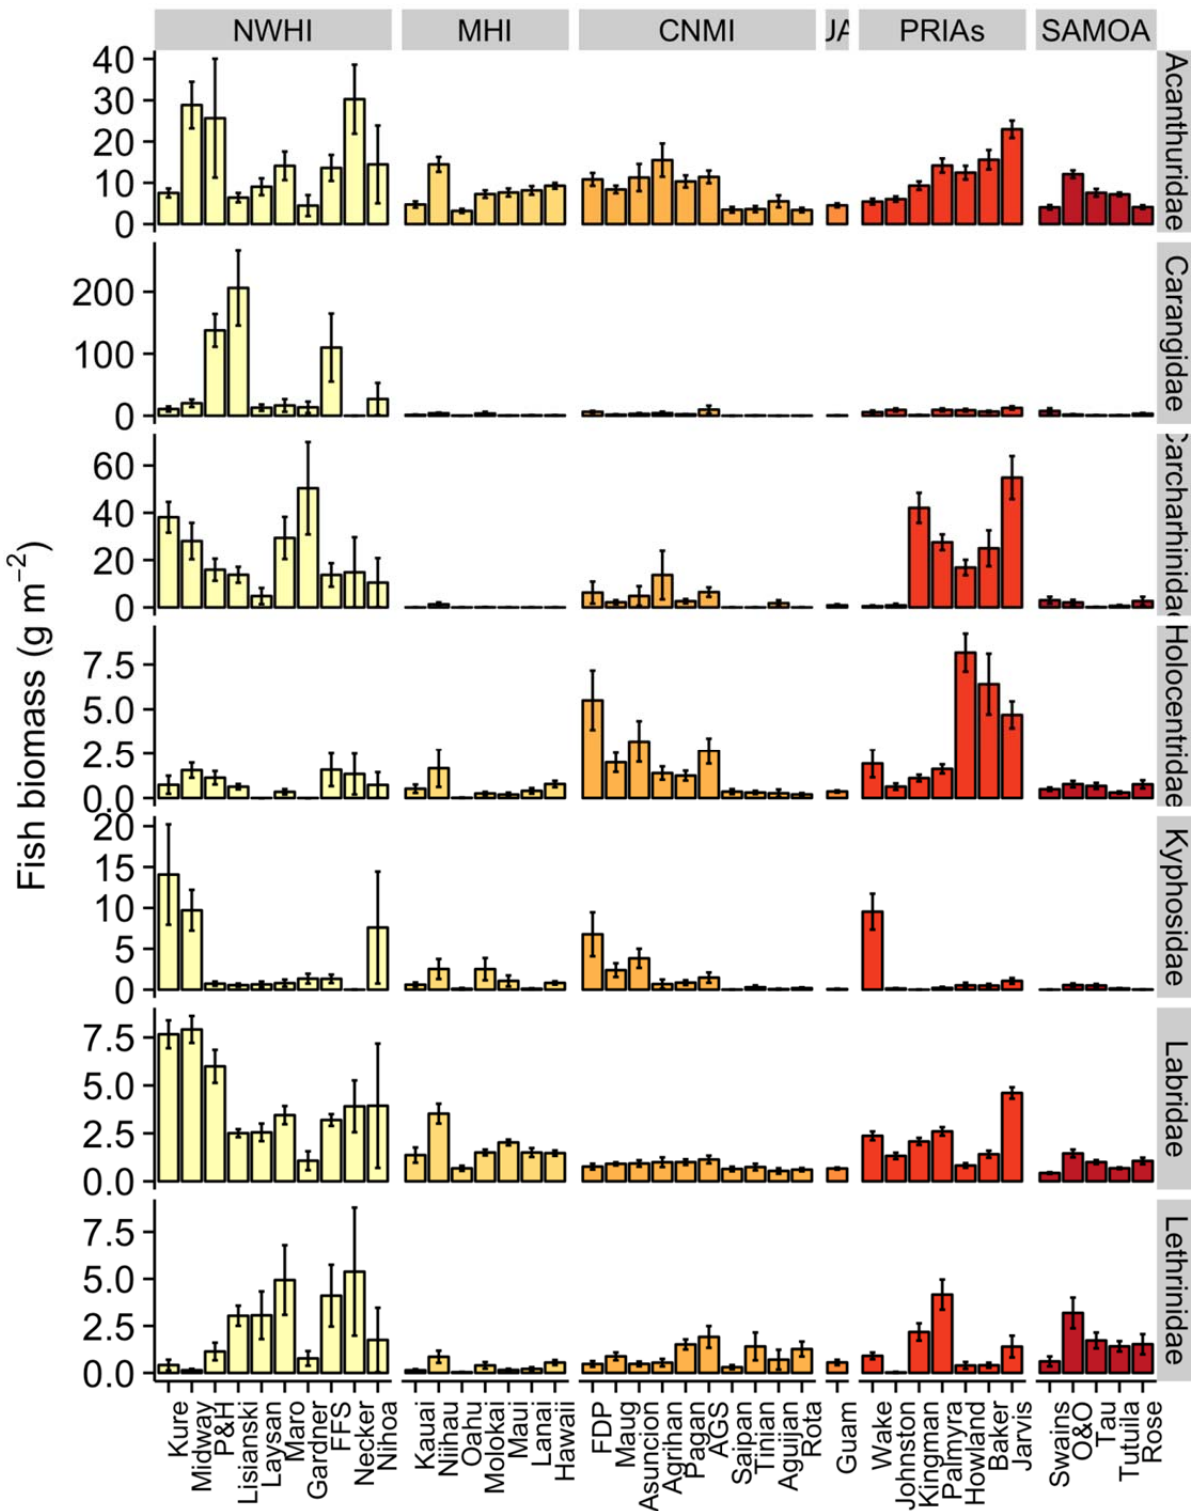 NWHI MHI CNMI UA PRIAs SAMOA
Fish biomass (g m−2)
40
30
20
10
0
Acanthuridae
200
100
0
Carangidae
60
40
20
0
Carcharhinidae
7.5
5.0
2.5
0.0
Holocentridae
20
15
10
5
0
Kyphosidae
7.5
5.0
2.5
0.0
Labridae
7.5
5.0
2.5
0.0
Lethrinidae
Kure
Midway
P&H
Lisianski
Laysan
Maro
Gardner
FFS
Necker
Nihoa
Kauai
Niihau
Oahu
Molokai
Maui
Lanai
Hawaii
FDP
Maug
Asuncion
Agrihan
Pagan
AGS
Saipan
Tinian
Aguijan
Rota
Guam
Wake
Johnston
Kingman
Palmyra
Howland
Baker
Jarvis
Swains
O&O
Tau
Tutuila
Rose